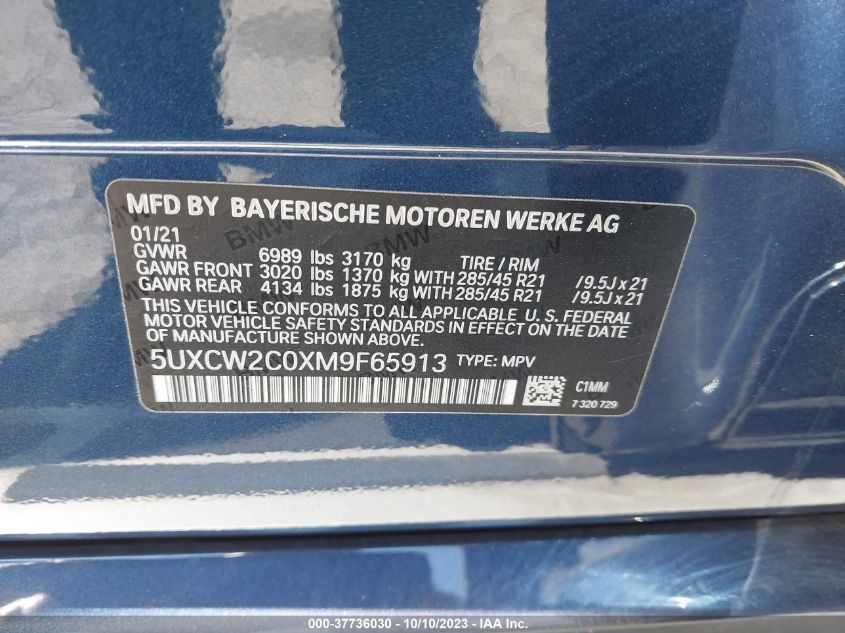 MFD BY BAYERISCHE MOTOREN WERKE AG
01/21
GVWR 6989 lbs 3170 kg TIRE / RIM
GAWR FRONT 3020 lbs 1370 kg WITH 285/45 R21 /9.5J x 21
GAWR REAR 4134 lbs 1875 kg WITH 285/45 R21 /9.5J x 21
THIS VEHICLE CONFORMS TO ALL APPLICABLE U. S. FEDERAL
MOTOR VEHICLE SAFETY STANDARDS IN EFFECT ON THE DATE
OF MANUFACTURE SHOWN ABOVE.
5UXCW2C0XM9F65913 TYPE: MPV
C1MM
7 320 729
000-37736030 - 10/10/2023 - IAA Inc.